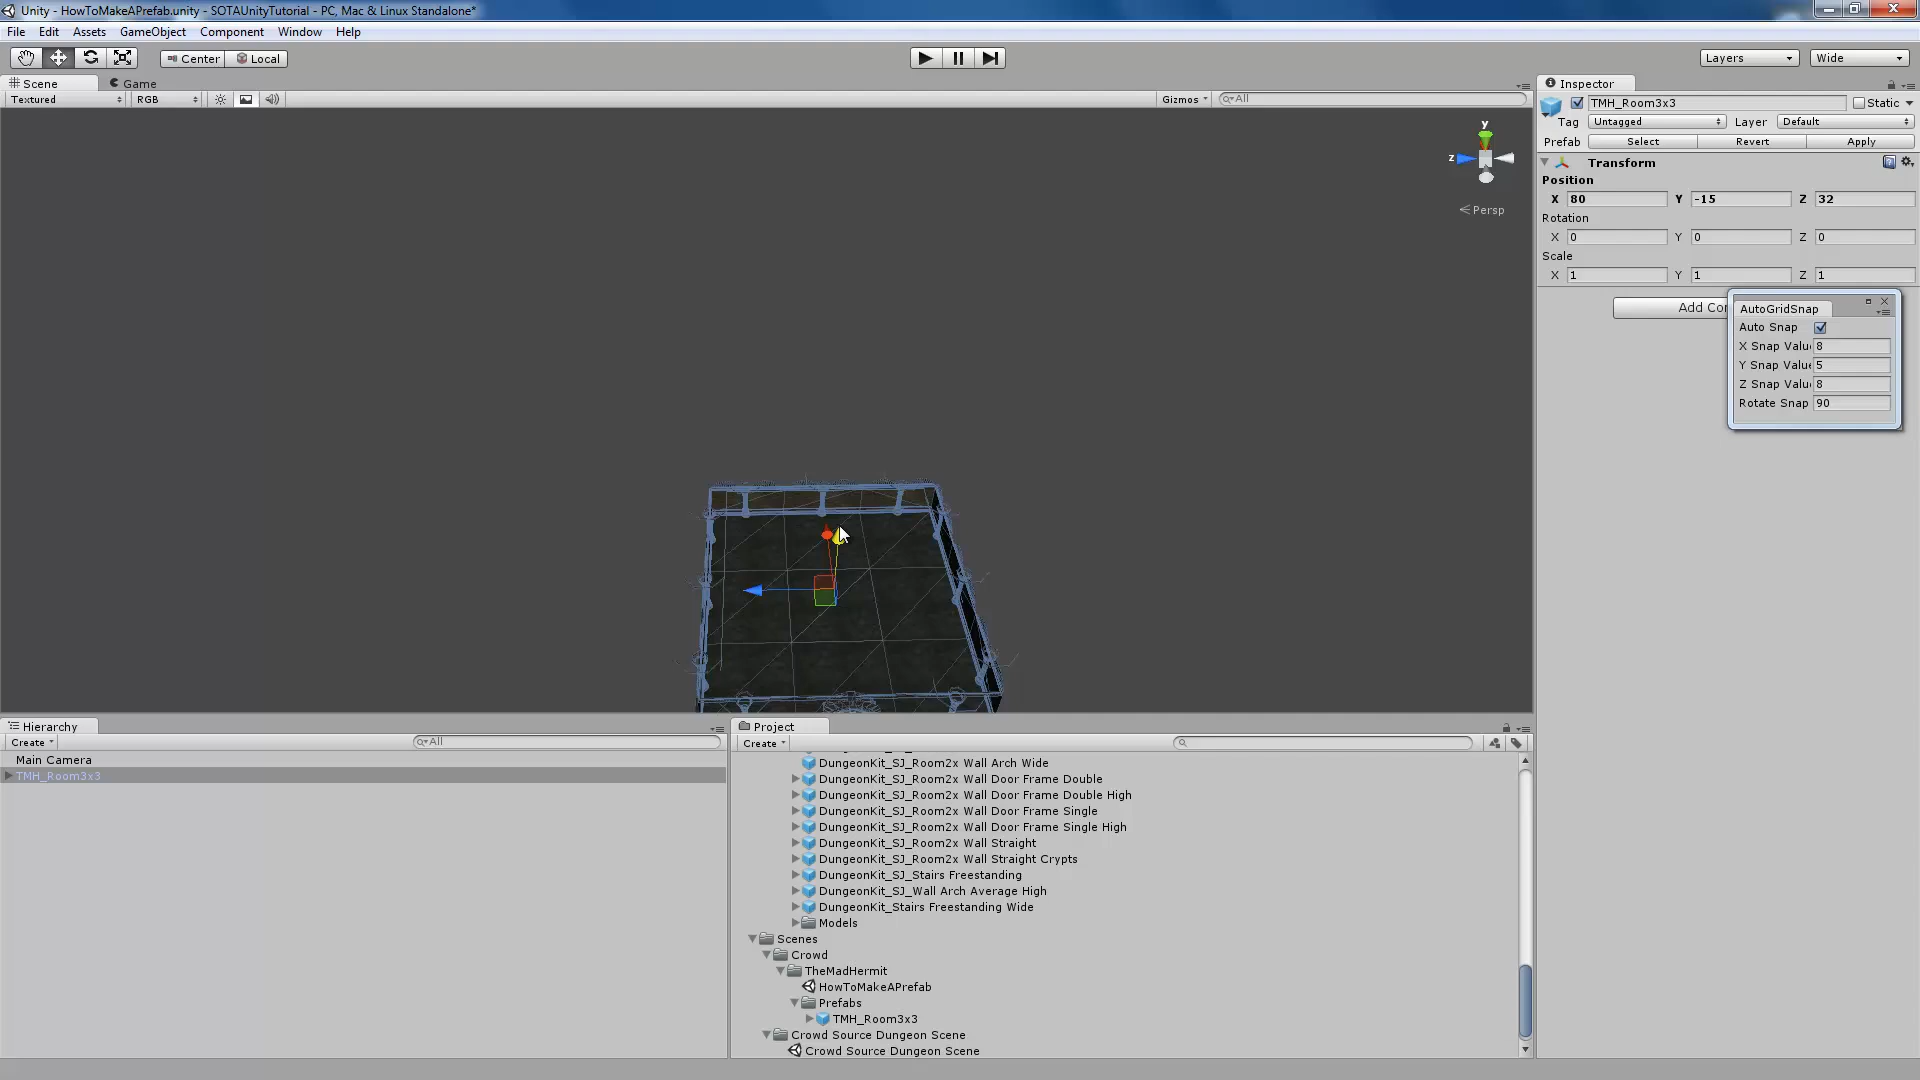 Unity - HowToMakeAPrefab.unity - SOTAUnityTutorial - PC, Mac & Linux Standalone*
File Edit Assets GameObject Component Window Help
Center Local Layers Wide
Scene Game
Textured RGB Gizmos All
y
z
Persp
Inspector
TMH_Room3x3 Static
Tag Untagged Layer Default
Prefab Select Revert Apply
Transform
Position
X 80 Y -15 Z 32
Rotation
X 0 Y 0 Z 0
Scale
X 1 Y 1 Z 1
Add Co
AutoGridSnap
Auto Snap
X Snap Valu 8
Y Snap Valu 5
Z Snap Valu 8
Rotate Snap 90
Hierarchy
Create All
Main Camera
TMH_Room3x3
Project
Create
DungeonKit_SJ_Room2x Wall Arch Wide
DungeonKit_SJ_Room2x Wall Door Frame Double
DungeonKit_SJ_Room2x Wall Door Frame Double High
DungeonKit_SJ_Room2x Wall Door Frame Single
DungeonKit_SJ_Room2x Wall Door Frame Single High
DungeonKit_SJ_Room2x Wall Straight
DungeonKit_SJ_Room2x Wall Straight Crypts
DungeonKit_SJ_Stairs Freestanding
DungeonKit_SJ_Wall Arch Average High
DungeonKit_Stairs Freestanding Wide
Models
Scenes
Crowd
TheMadHermit
HowToMakeAPrefab
Prefabs
TMH_Room3x3
Crowd Source Dungeon Scene
Crowd Source Dungeon Scene